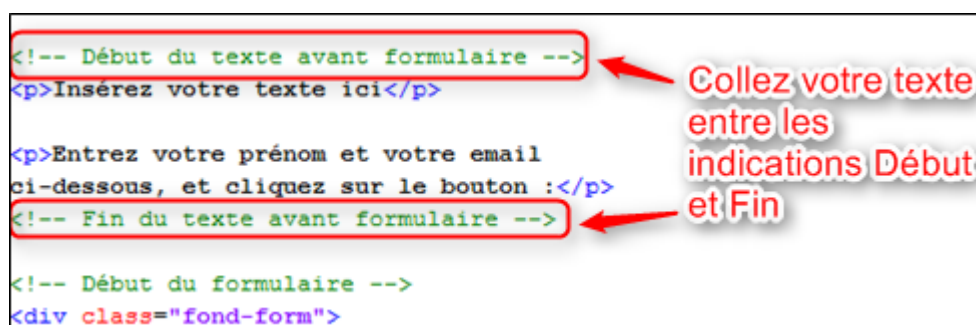 <!-- Début du texte avant formulaire -->
<p>Insérez votre texte ici</p>
<p>Entrez votre prénom et votre email
ci-dessous, et cliquez sur le bouton :</p>
<!-- Fin du texte avant formulaire -->
<!-- Début du formulaire -->
<div class="fond-form">
Collez votre texte
entre les
indications Début
et Fin